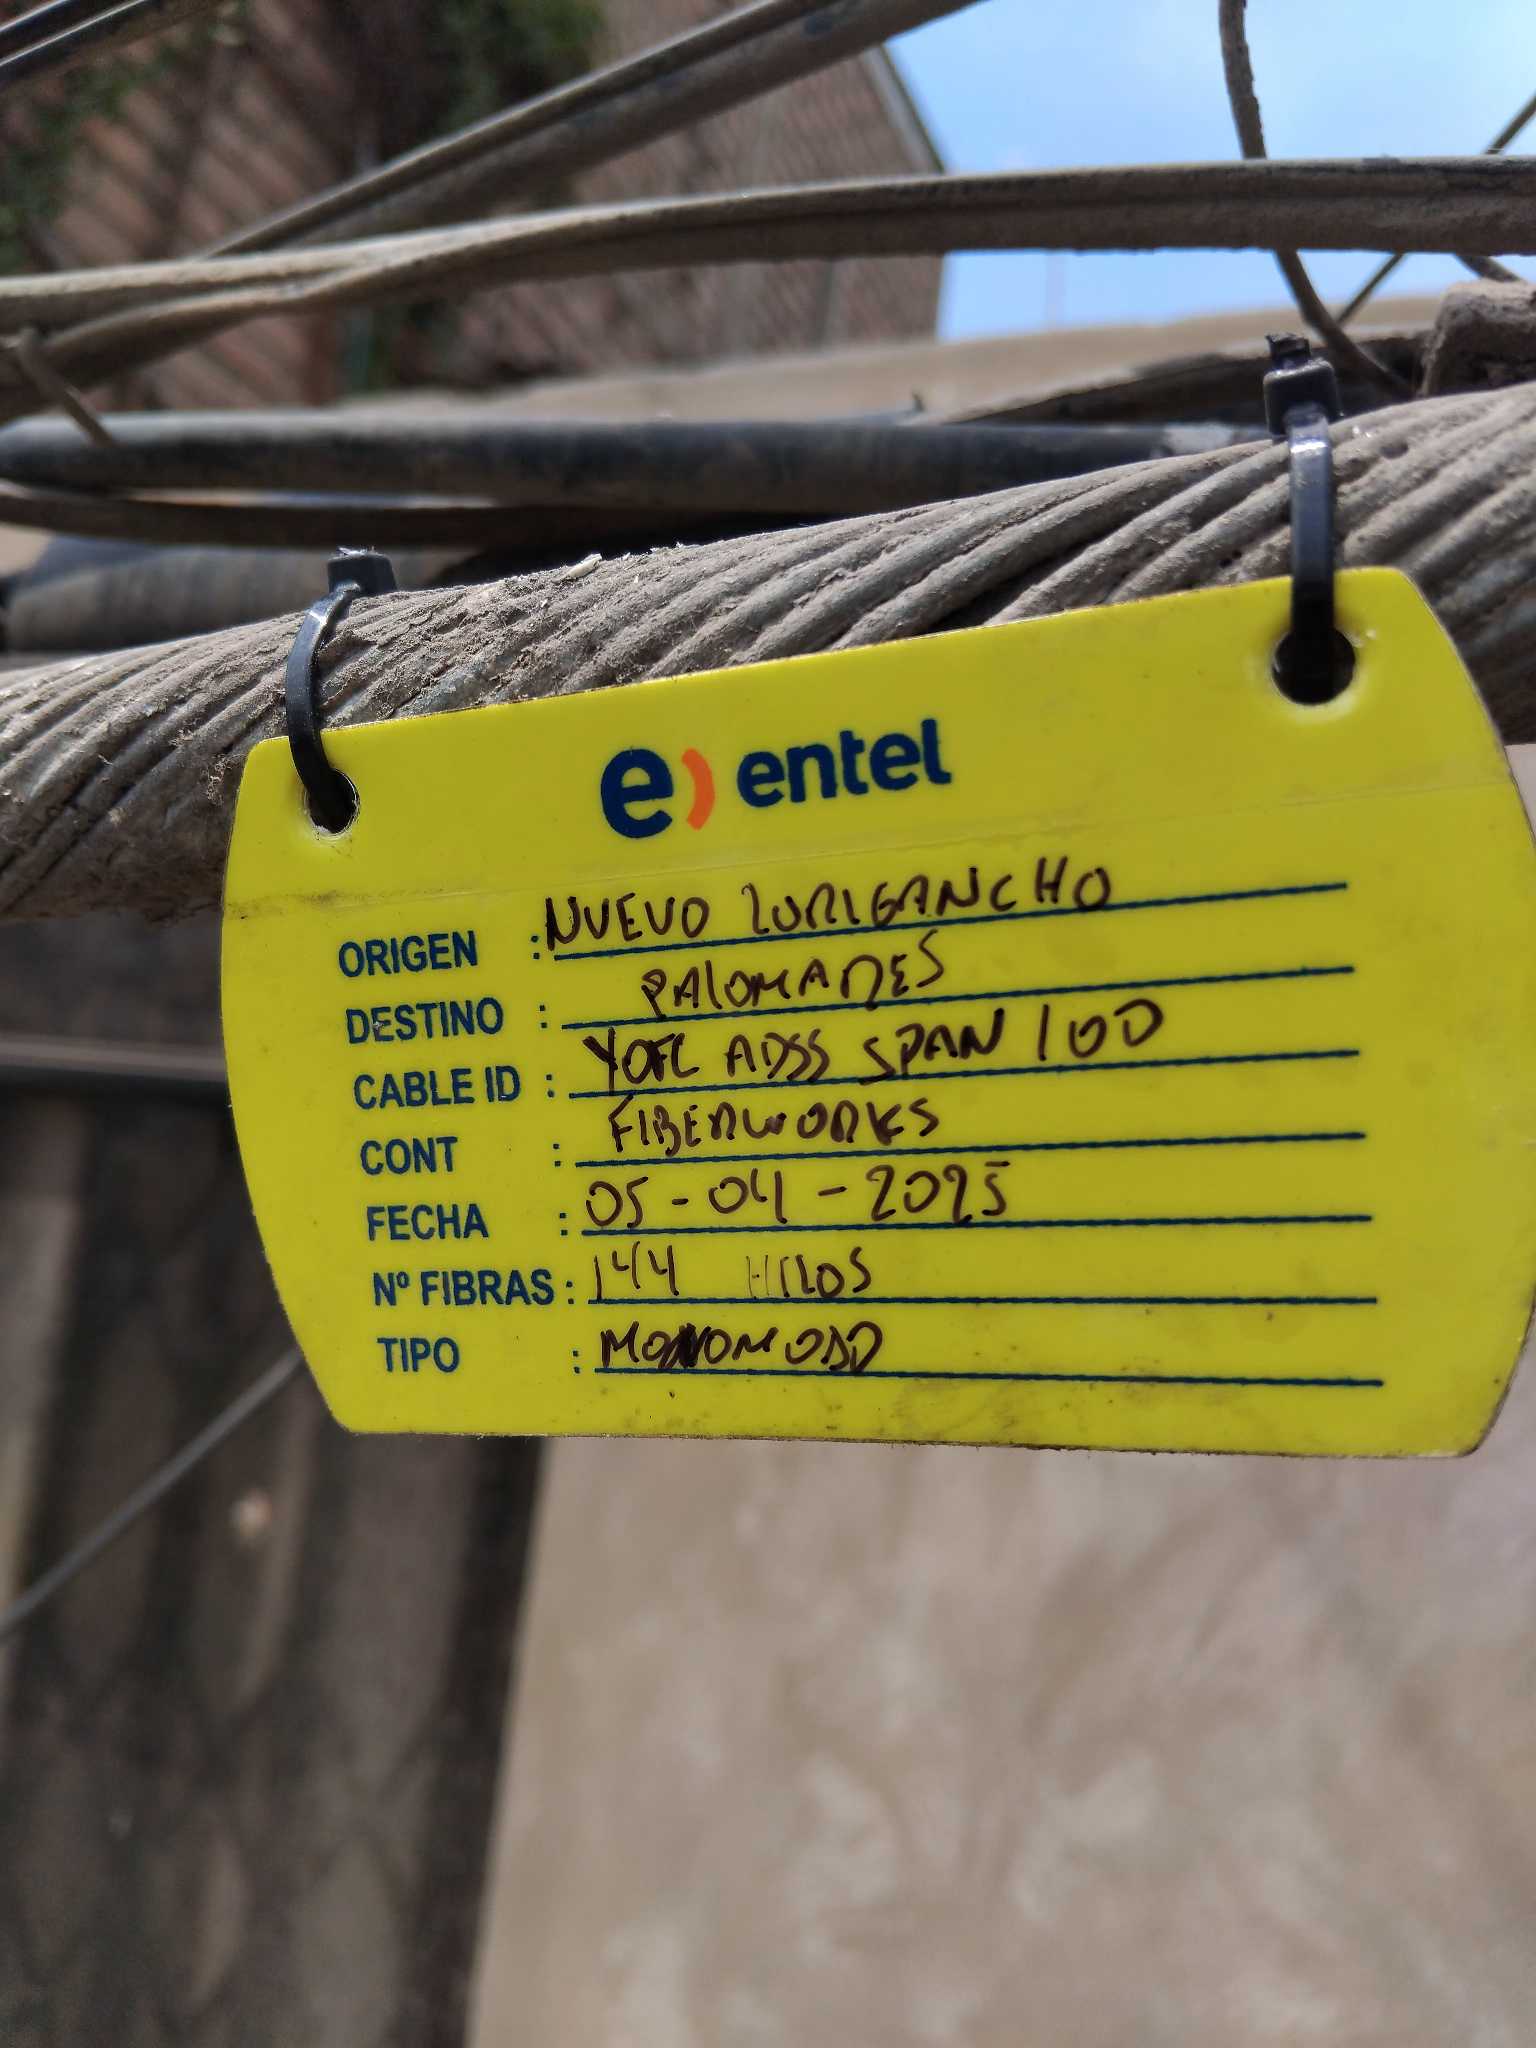 e) entel
ORIGEN : NUEVO LURIGANCHO
DESTINO : PALOMARES
CABLE ID : YOFC ADSS SPAN 100
CONT : FIBERWORKS
FECHA : 05-04-2025
Nº FIBRAS : 144 HILOS
TIPO : MONOMODO